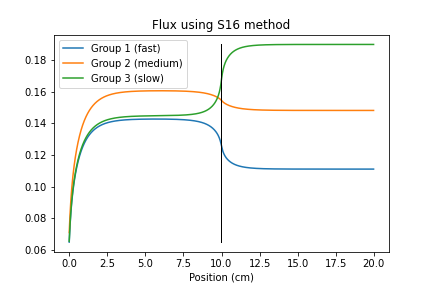 Flux using S16 method
Group 1 (fast)
Group 2 (medium)
Group 3 (slow)
0.18
0.16
0.14
0.12
0.10
0.08
0.06
0.0 2.5 5.0 7.5 10.0 12.5 15.0 17.5 20.0
Position (cm)